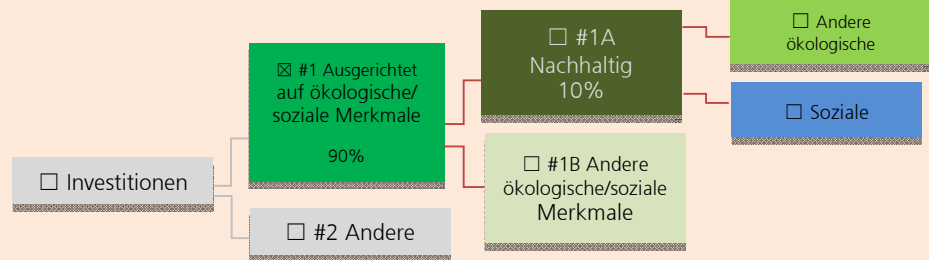 ☐ Investitionen
☒ #1 Ausgerichtet
auf ökologische/
soziale Merkmale
90%
☐ #2 Andere
☐ #1A
Nachhaltig
10%
☐ #1B Andere
ökologische/soziale
Merkmale
☐ Andere
ökologische
☐ Soziale